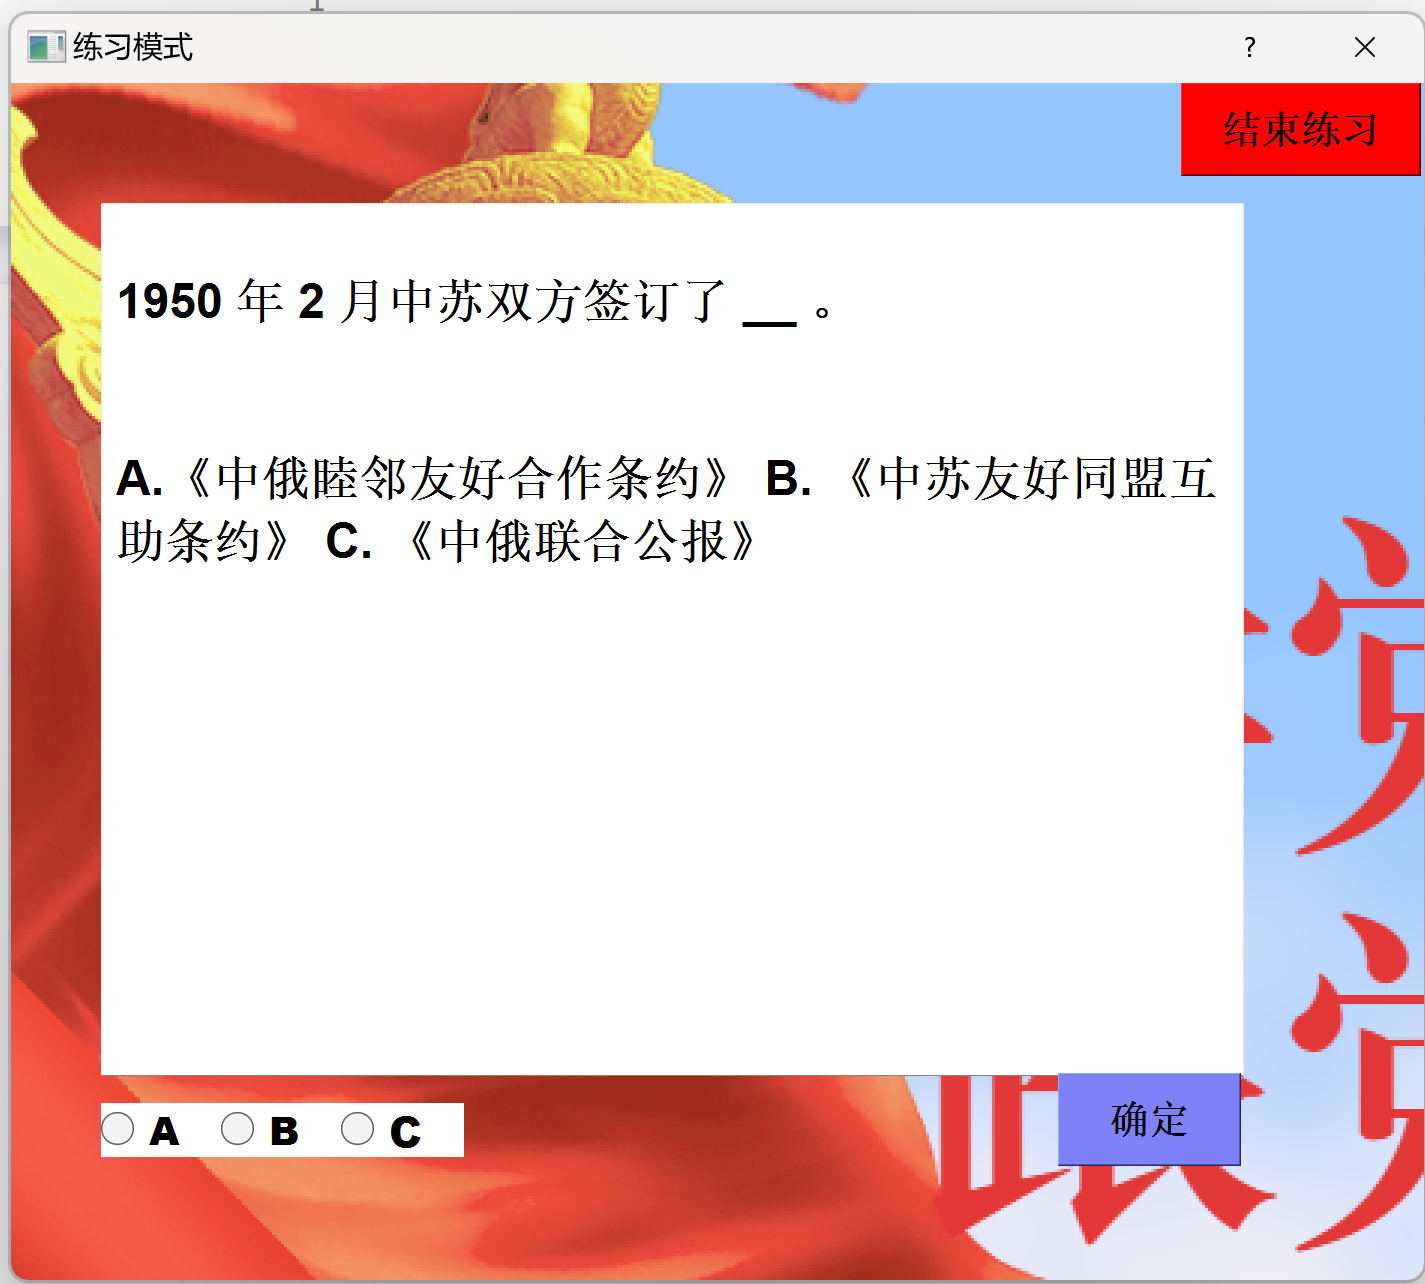 练习模式
结束练习
1950 年 2 月中苏双方签订了 __ 。
A.《中俄睦邻友好合作条约》 B. 《中苏友好同盟互
助条约》 C. 《中俄联合公报》
A B C
确定